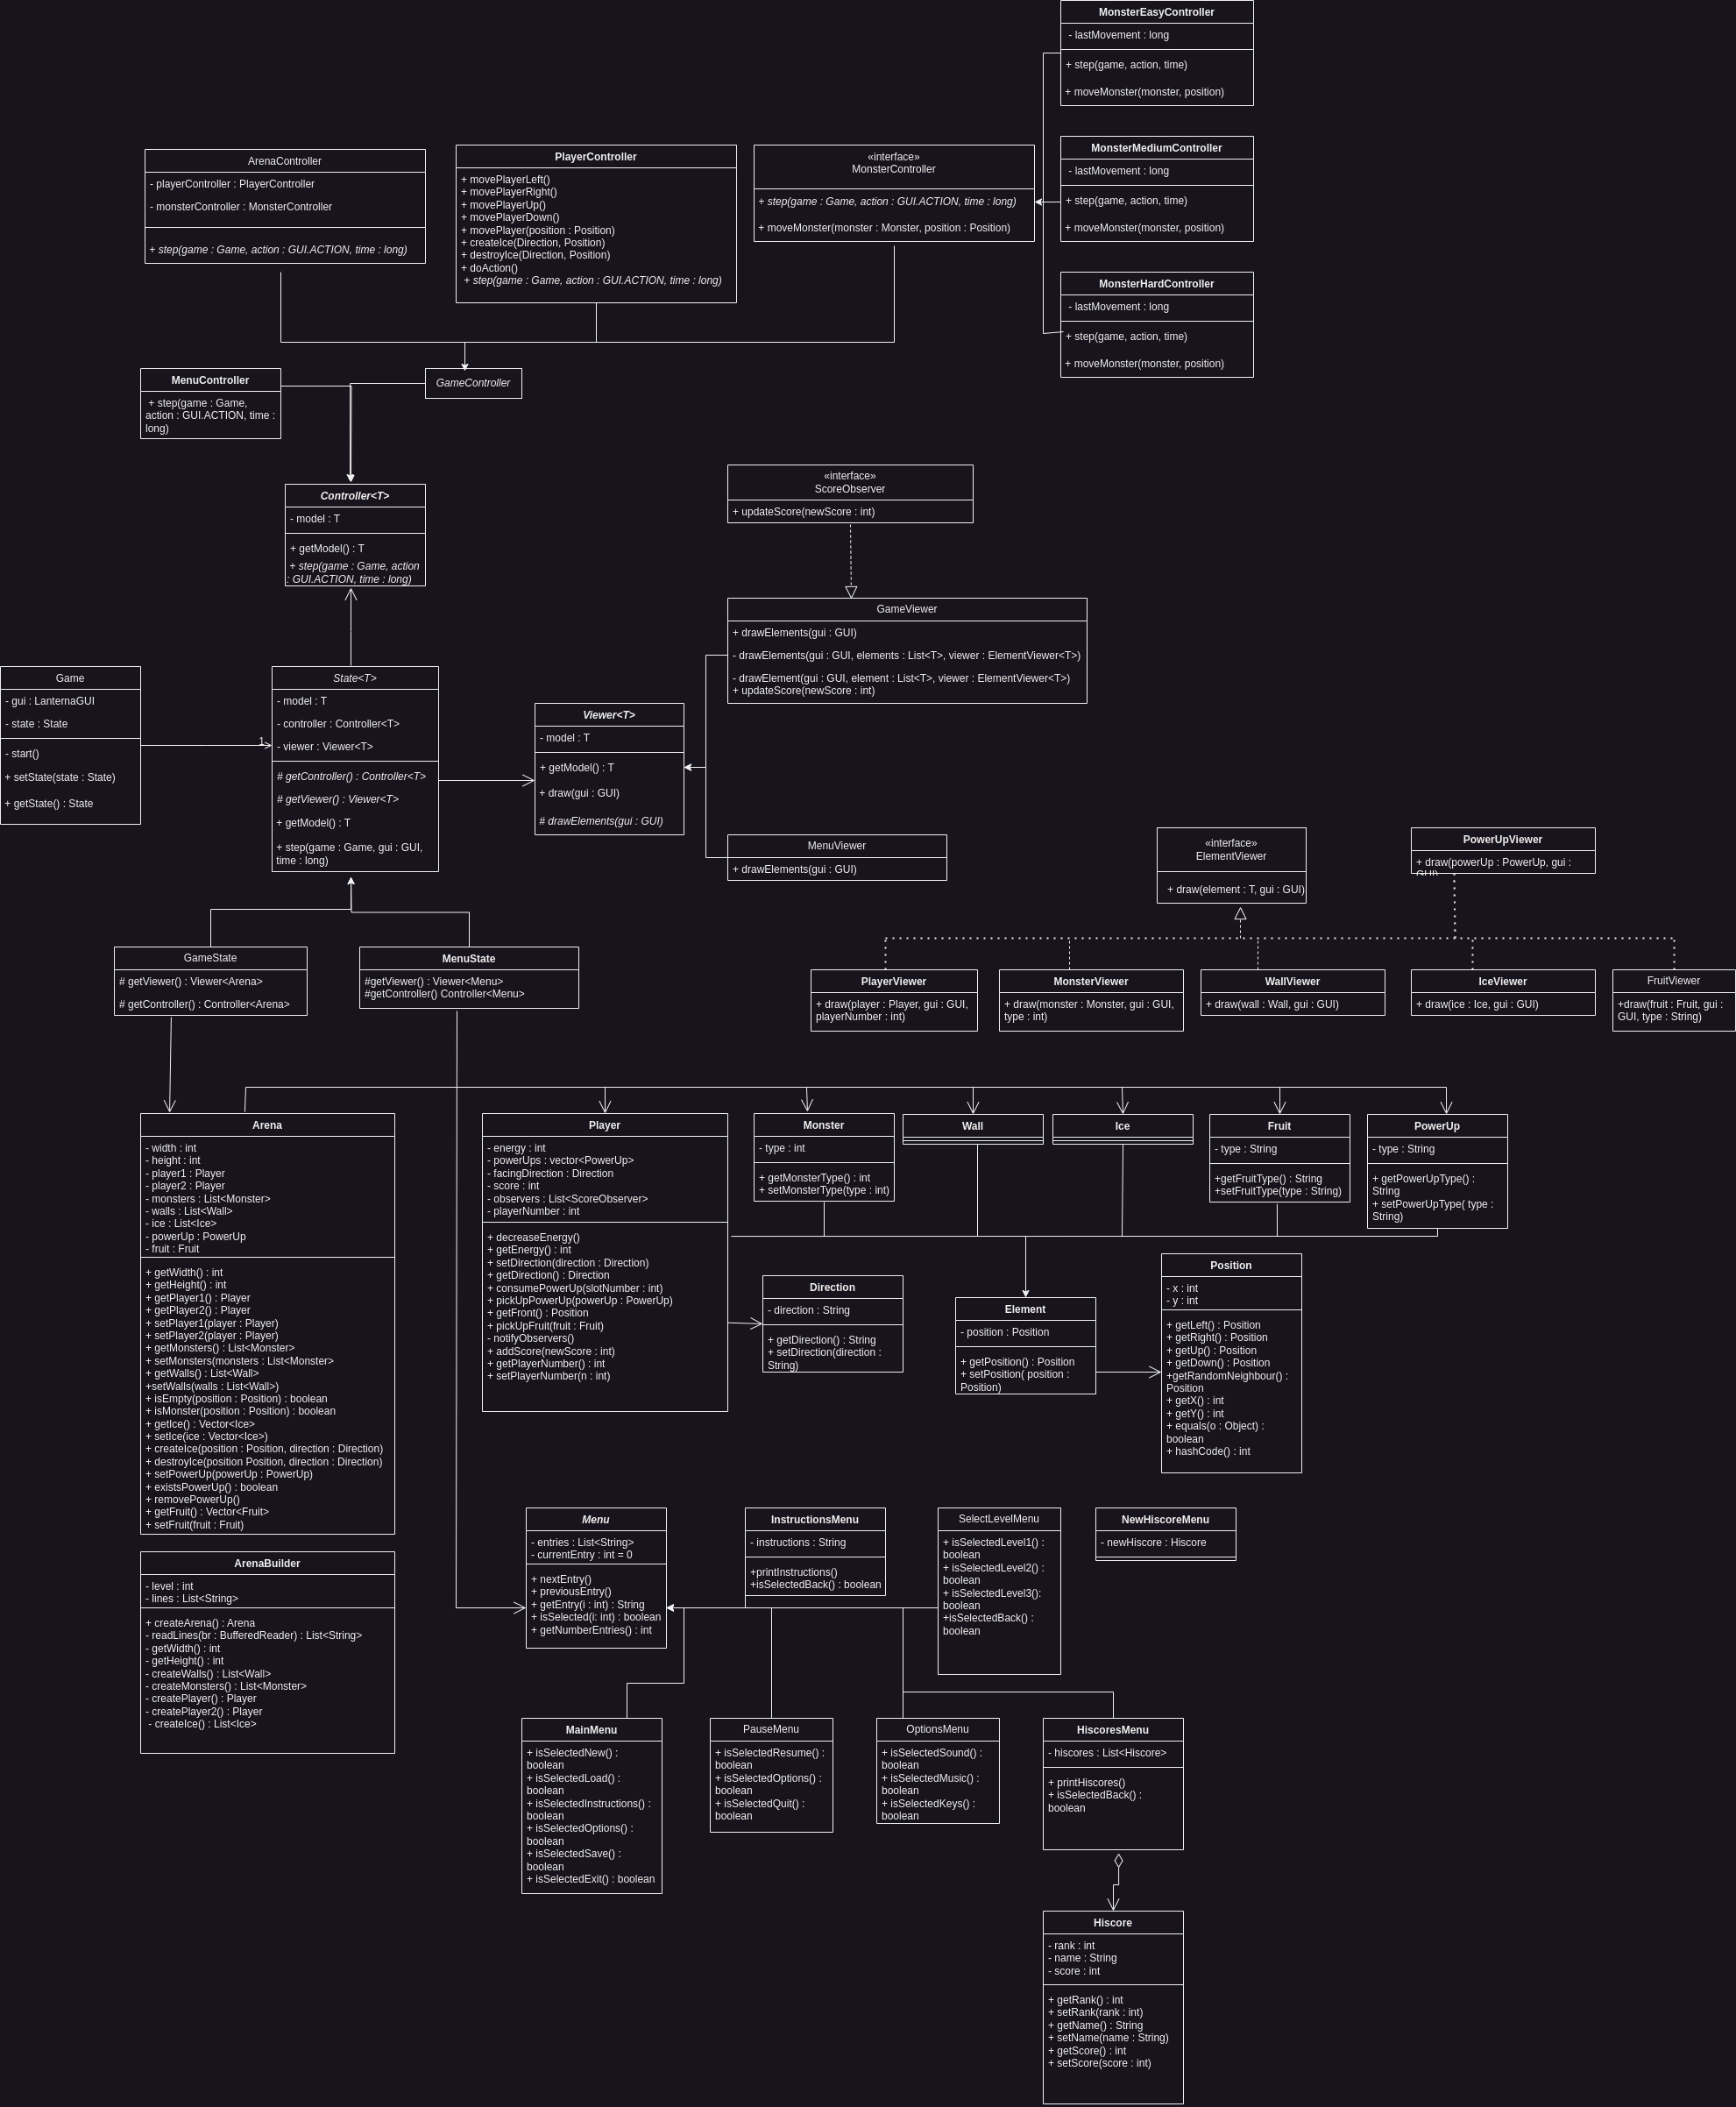 MonsterEasyController
- lastMovement : long
+ step(game, action, time)
+ moveMonster(monster, position)
MonsterMediumController
- lastMovement : long
+ step(game, action, time)
+ moveMonster(monster, position)
MonsterHardController
- lastMovement : long
+ step(game, action, time)
+ moveMonster(monster, position)
ArenaController
- playerController : PlayerController
- monsterController : MonsterController
+ step(game : Game, action : GUI.ACTION, time : long)
PlayerController
+ movePlayerLeft()
+ movePlayerRight()
+ movePlayerUp()
+ movePlayerDown()
+ movePlayer(position : Position)
+ createIce(Direction, Position)
+ destroyIce(Direction, Position)
+ doAction()
+ step(game : Game, action : GUI.ACTION, time : long)
«interface»
MonsterController
+ step(game : Game, action : GUI.ACTION, time : long)
+ moveMonster(monster : Monster, position : Position)
MenuController
+ step(game : Game,
action : GUI.ACTION, time :
long)
GameController
Controller<T>
- model : T
+ getModel() : T
+ step(game : Game, action
: GUI.ACTION, time : long)
«interface»
ScoreObserver
+ updateScore(newScore : int)
GameViewer
+ drawElements(gui : GUI)
- drawElements(gui : GUI, elements : List<T>, viewer : ElementViewer<T>)
- drawElement(gui : GUI, element : List<T>, viewer : ElementViewer<T>)
+ updateScore(newScore : int)
Game
- gui : LanternaGUI
- state : State
- start()
+ setState(state : State)
+ getState() : State
1
State<T>
- model : T
- controller : Controller<T>
- viewer : Viewer<T>
# getController() : Controller<T>
# getViewer() : Viewer<T>
+ getModel() : T
+ step(game : Game, gui : GUI,
time : long)
Viewer<T>
- model : T
+ getModel() : T
+ draw(gui : GUI)
# drawElements(gui : GUI)
MenuViewer
+ drawElements(gui : GUI)
«interface»
ElementViewer
+ draw(element : T, gui : GUI)
PowerUpViewer
+ draw(powerUp : PowerUp, gui :
GUI)
GameState
# getViewer() : Viewer<Arena>
# getController() : Controller<Arena>
MenuState
#getViewer() : Viewer<Menu>
#getController() Controller<Menu>
PlayerViewer
+ draw(player : Player, gui : GUI,
playerNumber : int)
MonsterViewer
+ draw(monster : Monster, gui : GUI,
type : int)
WallViewer
+ draw(wall : Wall, gui : GUI)
IceViewer
+ draw(ice : Ice, gui : GUI)
FruitViewer
+draw(fruit : Fruit, gui :
GUI, type : String)
Arena
- width : int
- height : int
- player1 : Player
- player2 : Player
- monsters : List<Monster>
- walls : List<Wall>
- ice : List<Ice>
- powerUp : PowerUp
- fruit : Fruit
+ getWidth() : int
+ getHeight() : int
+ getPlayer1() : Player
+ getPlayer2() : Player
+ setPlayer1(player : Player)
+ setPlayer2(player : Player)
+ getMonsters() : List<Monster>
+ setMonsters(monsters : List<Monster>
+ getWalls() : List<Wall>
+setWalls(walls : List<Wall>)
+ isEmpty(position : Position) : boolean
+ isMonster(position : Position) : boolean
+ getIce() : Vector<Ice>
+ setIce(ice : Vector<Ice>)
+ createIce(position : Position, direction : Direction)
+ destroyIce(position Position, direction : Direction)
+ setPowerUp(powerUp : PowerUp)
+ existsPowerUp() : boolean
+ removePowerUp()
+ getFruit() : Vector<Fruit>
+ setFruit(fruit : Fruit)
Player
- energy : int
- powerUps : vector<PowerUp>
- facingDirection : Direction
- score : int
- observers : List<ScoreObserver>
- playerNumber : int
+ decreaseEnergy()
+ getEnergy() : int
+ setDirection(direction : Direction)
+ getDirection() : Direction
+ consumePowerUp(slotNumber : int)
+ pickUpPowerUp(powerUp : PowerUp)
+ getFront() : Position
+ pickUpFruit(fruit : Fruit)
- notifyObservers()
+ addScore(newScore : int)
+ getPlayerNumber() : int
+ setPlayerNumber(n : int)
Monster
- type : int
+ getMonsterType() : int
+ setMonsterType(type : int)
Wall
Ice
Fruit
- type : String
+getFruitType() : String
+setFruitType(type : String)
PowerUp
- type : String
+ getPowerUpType() :
String
+ setPowerUpType( type :
String)
Direction
- direction : String
+ getDirection() : String
+ setDirection(direction :
String)
Element
- position : Position
+ getPosition() : Position
+ setPosition( position :
Position)
Position
- x : int
- y : int
+ getLeft() : Position
+ getRight() : Position
+ getUp() : Position
+ getDown() : Position
+getRandomNeighbour() :
Position
+ getX() : int
+ getY() : int
+ equals(o : Object) :
boolean
+ hashCode() : int
ArenaBuilder
- level : int
- lines : List<String>
+ createArena() : Arena
- readLines(br : BufferedReader) : List<String>
- getWidth() : int
- getHeight() : int
- createWalls() : List<Wall>
- createMonsters() : List<Monster>
- createPlayer() : Player
- createPlayer2() : Player
- createIce() : List<Ice>
Menu
- entries : List<String>
- currentEntry : int = 0
+ nextEntry()
+ previousEntry()
+ getEntry(i : int) : String
+ isSelected(i: int) : boolean
+ getNumberEntries() : int
InstructionsMenu
- instructions : String
+printInstructions()
+isSelectedBack() : boolean
SelectLevelMenu
+ isSelectedLevel1() :
boolean
+ isSelectedLevel2() :
boolean
+ isSelectedLevel3():
boolean
+isSelectedBack() :
boolean
NewHiscoreMenu
- newHiscore : Hiscore
MainMenu
+ isSelectedNew() :
boolean
+ isSelectedLoad() :
boolean
+ isSelectedInstructions() :
boolean
+ isSelectedOptions() :
boolean
+ isSelectedSave() :
boolean
+ isSelectedExit() : boolean
PauseMenu
+ isSelectedResume() :
boolean
+ isSelectedOptions() :
boolean
+ isSelectedQuit() :
boolean
OptionsMenu
+ isSelectedSound() :
boolean
+ isSelectedMusic() :
boolean
+ isSelectedKeys() :
boolean
HiscoresMenu
- hiscores : List<Hiscore>
+ printHiscores()
+ isSelectedBack() :
boolean
Hiscore
- rank : int
- name : String
- score : int
+ getRank() : int
+ setRank(rank : int)
+ getName() : String
+ setName(name : String)
+ getScore() : int
+ setScore(score : int)